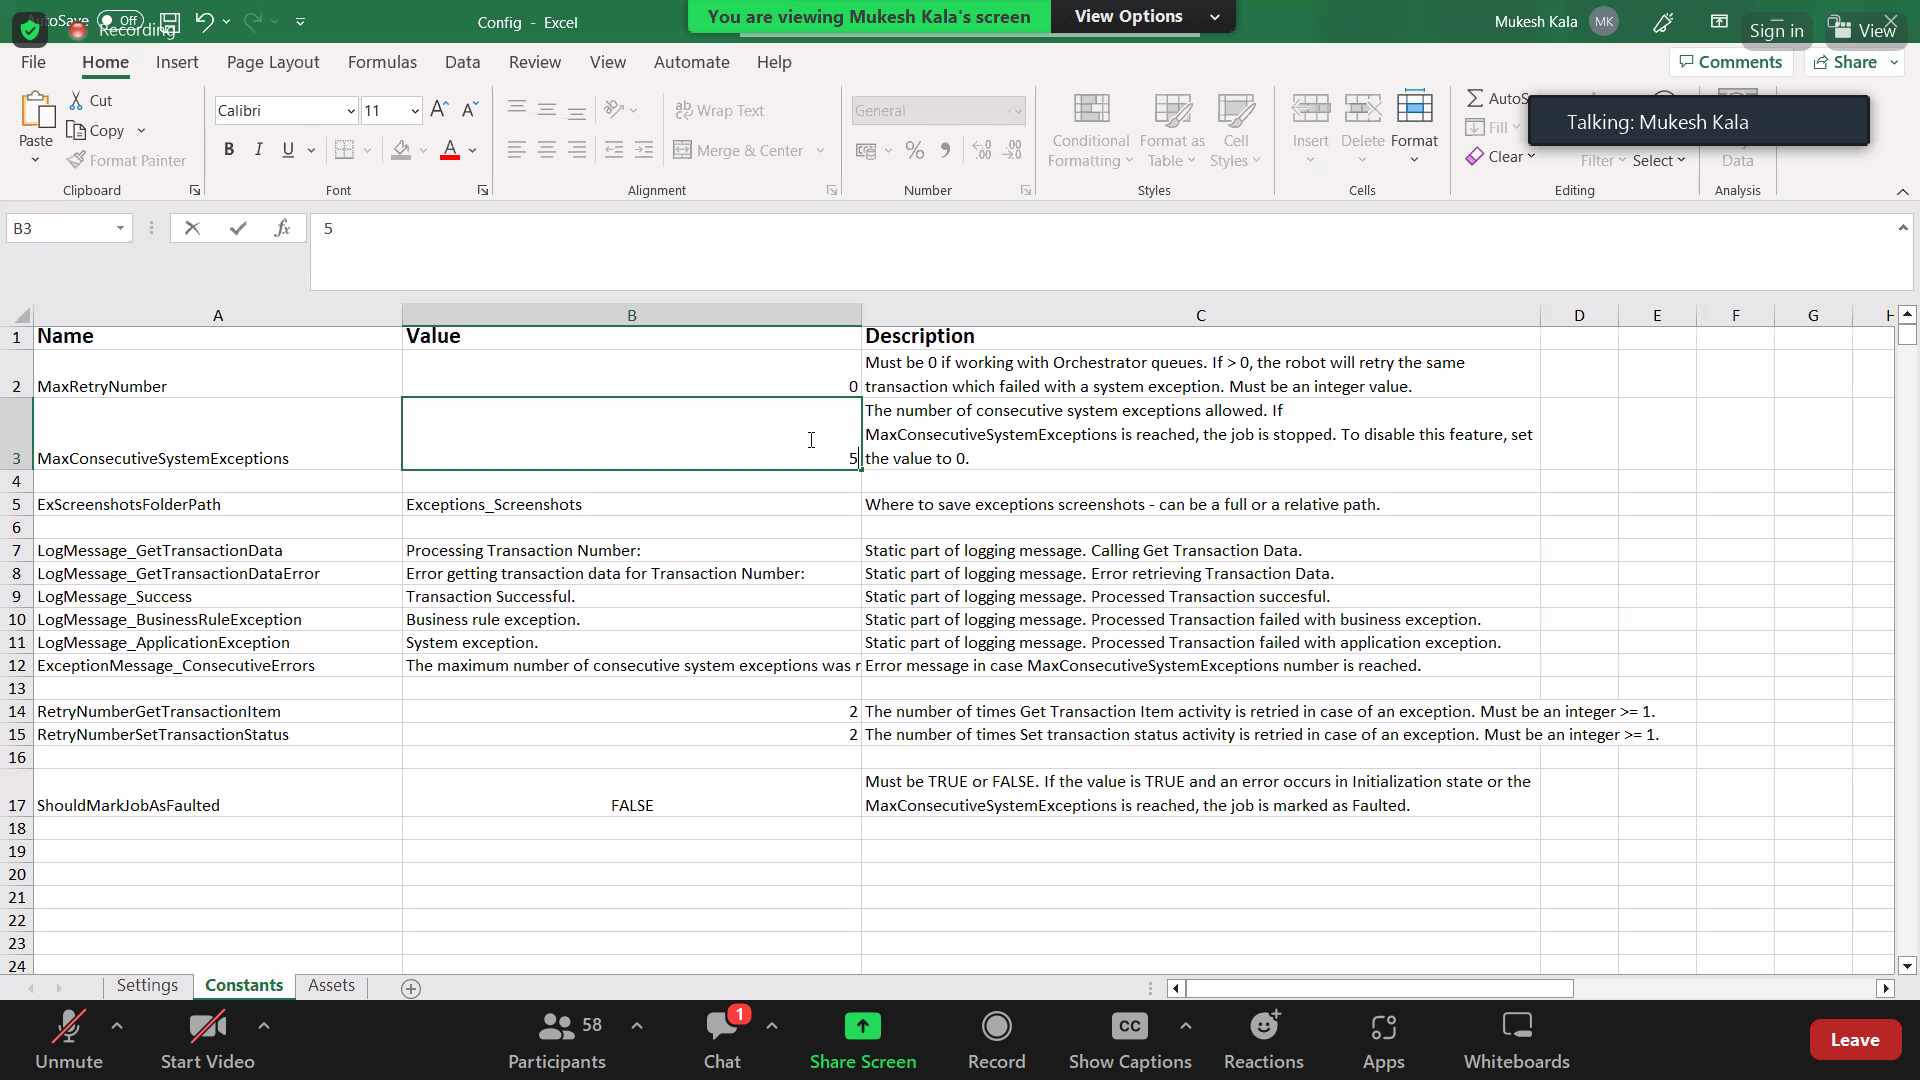 AutoSave Off
Recording
Config - Excel
You are viewing Mukesh Kala's screen
View Options
Mukesh Kala
MK
Sign in
View
File
Home
Insert
Page Layout
Formulas
Data
Review
View
Automate
Help
Comments
Share
Paste
Cut
Copy
Format Painter
Clipboard
Calibri
11
B
I
U
A
Font
Wrap Text
Merge & Center
Alignment
General
%
Number
Conditional
Formatting
Format as
Table
Cell
Styles
Styles
Insert
Delete
Format
Cells
AutoS
Fill
Clear
Filter
Select
Editing
Data
Analysis
Talking: Mukesh Kala
B3
fx
5
A B C D E F G H
1 Name Value Description
Must be 0 if working with Orchestrator queues. If > 0, the robot will retry the same
2 MaxRetryNumber 0 transaction which failed with a system exception. Must be an integer value.
The number of consecutive system exceptions allowed. If
MaxConsecutiveSystemExceptions is reached, the job is stopped. To disable this feature, set
3 MaxConsecutiveSystemExceptions 5 the value to 0.
4
5 ExScreenshotsFolderPath Exceptions_Screenshots Where to save exceptions screenshots - can be a full or a relative path.
6
7 LogMessage_GetTransactionData Processing Transaction Number: Static part of logging message. Calling Get Transaction Data.
8 LogMessage_GetTransactionDataError Error getting transaction data for Transaction Number: Static part of logging message. Error retrieving Transaction Data.
9 LogMessage_Success Transaction Successful. Static part of logging message. Processed Transaction succesful.
10 LogMessage_BusinessRuleException Business rule exception. Static part of logging message. Processed Transaction failed with business exception.
11 LogMessage_ApplicationException System exception. Static part of logging message. Processed Transaction failed with application exception.
12 ExceptionMessage_ConsecutiveErrors The maximum number of consecutive system exceptions was r Error message in case MaxConsecutiveSystemExceptions number is reached.
13
14 RetryNumberGetTransactionItem 2 The number of times Get Transaction Item activity is retried in case of an exception. Must be an integer >= 1.
15 RetryNumberSetTransactionStatus 2 The number of times Set transaction status activity is retried in case of an exception. Must be an integer >= 1.
16
Must be TRUE or FALSE. If the value is TRUE and an error occurs in Initialization state or the
17 ShouldMarkJobAsFaulted FALSE MaxConsecutiveSystemExceptions is reached, the job is marked as Faulted.
18
19
20
21
22
23
24
Settings
Constants
Assets
Unmute
Start Video
58
Participants
1
Chat
Share Screen
Record
CC
Show Captions
Reactions
Apps
Whiteboards
Leave